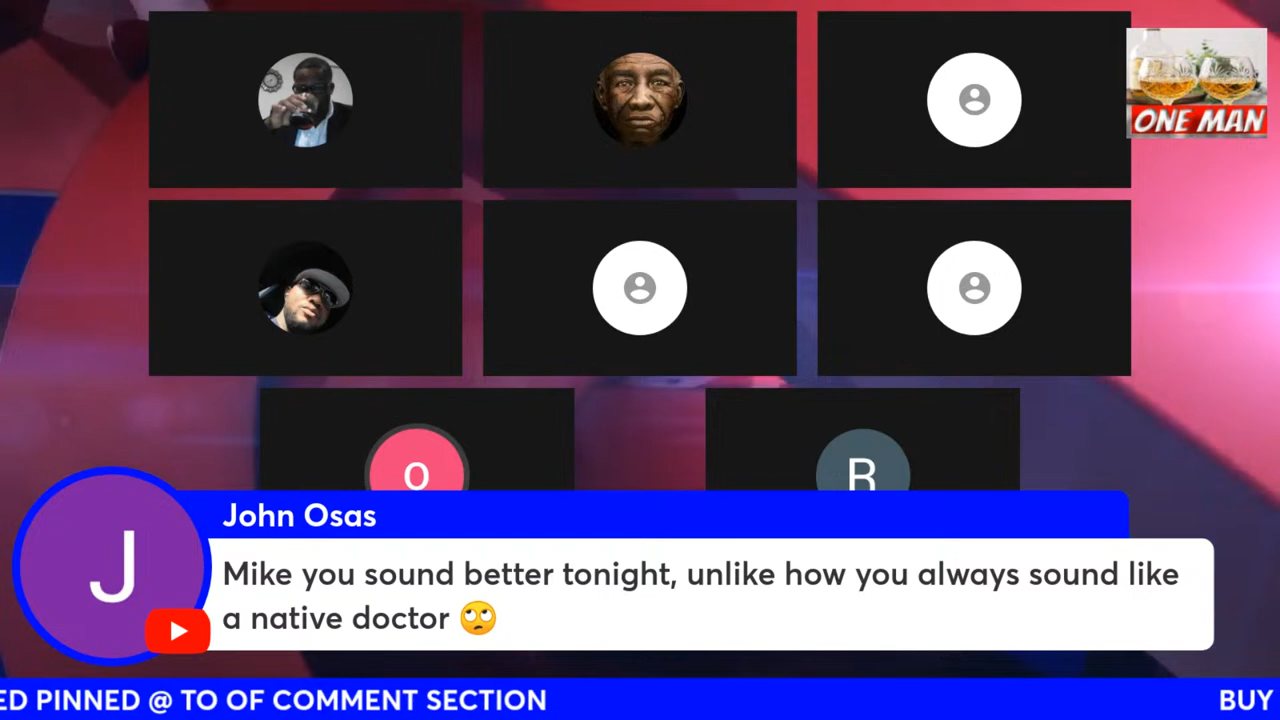 ONE MAN
O
R
J
John Osas
Mike you sound better tonight, unlike how you always sound like
a native doctor 🙄
ED PINNED @ TO OF COMMENT SECTION
BUY